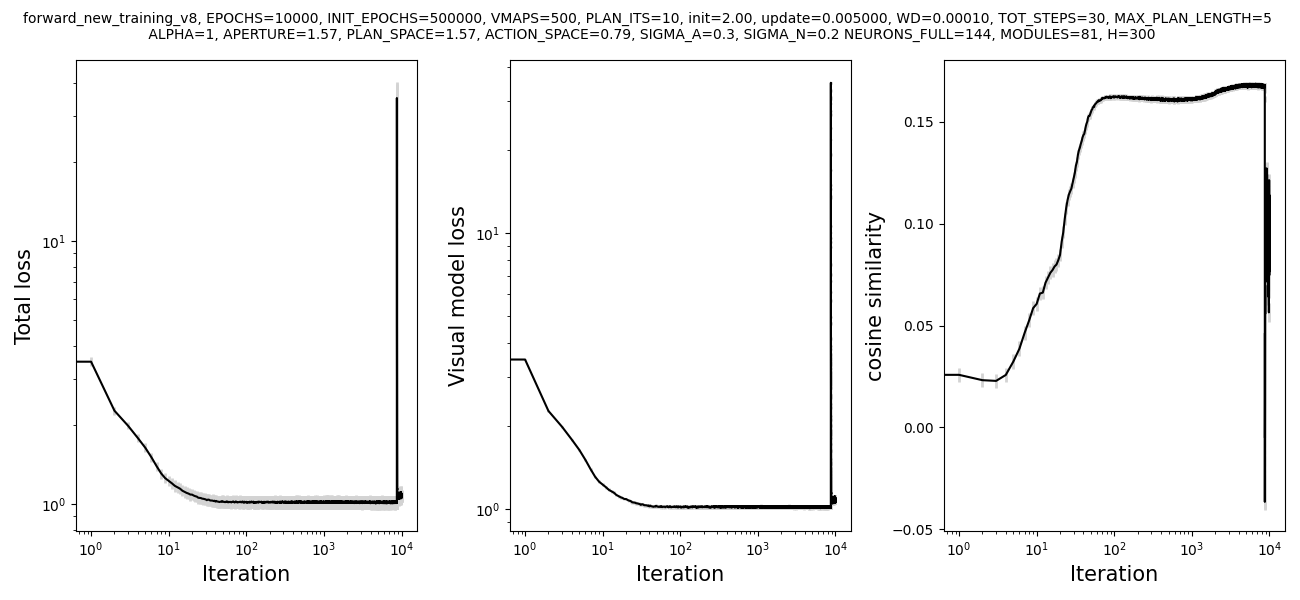 forward_new_training_v8, EPOCHS=10000, INIT_EPOCHS=500000, VMAPS=500, PLAN_ITS=10, init=2.00, update=0.005000, WD=0.00010, TOT_STEPS=30, MAX_PLAN_LENGTH=5
ALPHA=1, APERTURE=1.57, PLAN_SPACE=1.57, ACTION_SPACE=0.79, SIGMA_A=0.3, SIGMA_N=0.2 NEURONS_FULL=144, MODULES=81, H=300
Total loss
10¹
10⁰
10⁰ 10¹ 10² 10³ 10⁴
Iteration
Visual model loss
10¹
10⁰
10⁰ 10¹ 10² 10³ 10⁴
Iteration
cosine similarity
0.15
0.10
0.05
0.00
−0.05
10⁰ 10¹ 10² 10³ 10⁴
Iteration